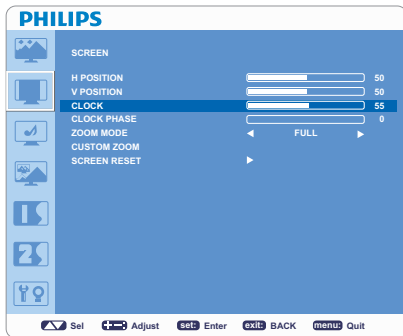 PHILIPS
SCREEN
H POSITION 50
V POSITION 50
CLOCK 55
CLOCK PHASE 0
ZOOM MODE FULL
CUSTOM ZOOM
SCREEN RESET
Sel Adjust set: Enter exit: BACK menu: Quit